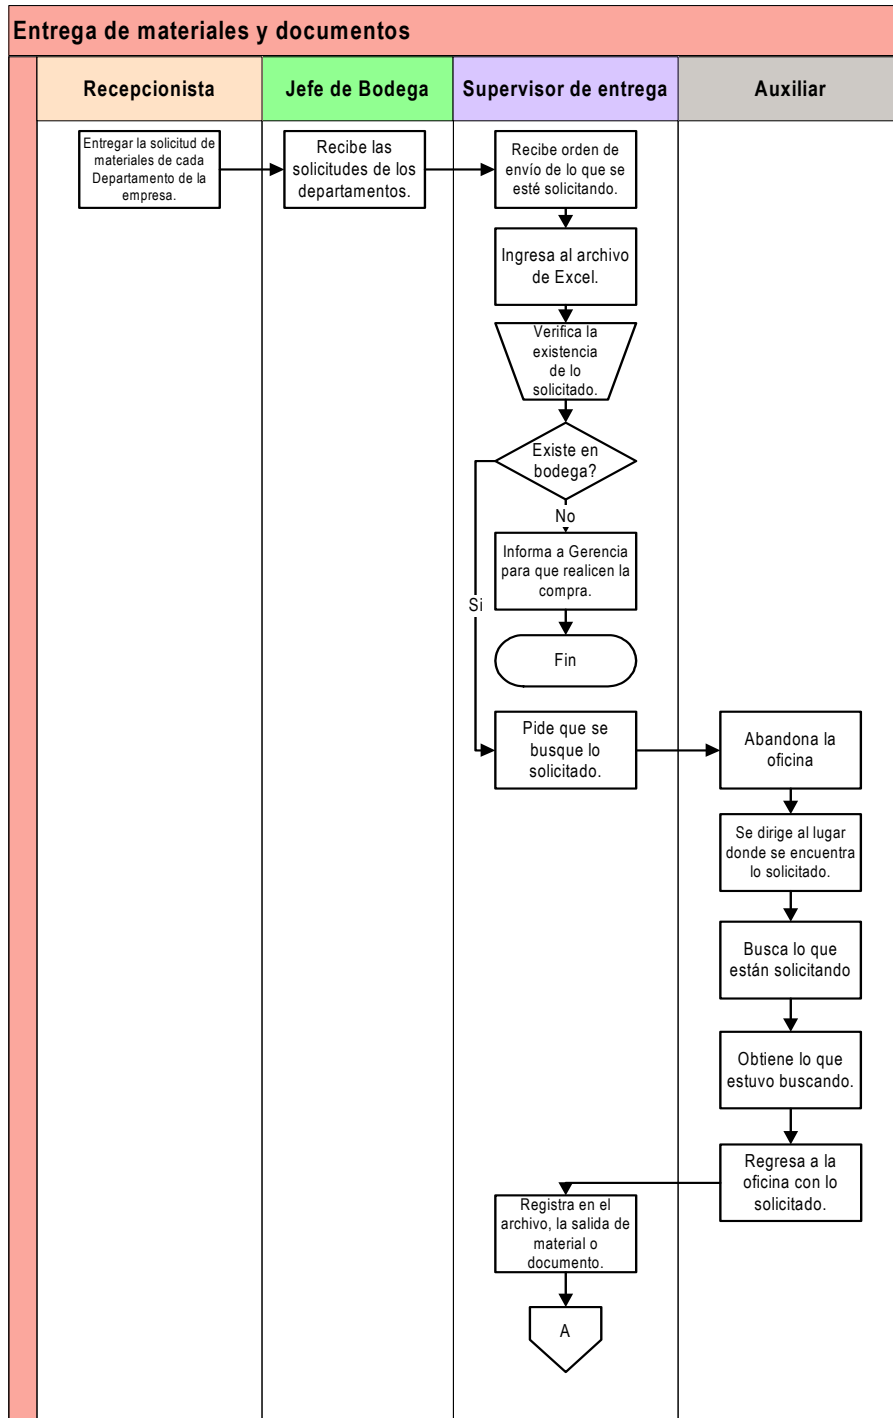 Entrega de materiales y documentos
Recepcionista
Jefe de Bodega
Supervisor de entrega
Auxiliar
Entregar la solicitud de
materiales de cada
Departamento de la
empresa.
Recibe las
solicitudes de los
departamentos.
Recibe orden de
envío de lo que se
esté solicitando.
Ingresa al archivo
de Excel.
Verifica la
existencia
de lo
solicitado.
Existe en
bodega?
No
Informa a Gerencia
para que realicen la
compra.
Si
Fin
Pide que se
busque lo
solicitado.
Abandona la
oficina
Se dirige al lugar
donde se encuentra
lo solicitado.
Busca lo que
están solicitando
Obtiene lo que
estuvo buscando.
Regresa a la
oficina con lo
solicitado.
Registra en el
archivo, la salida de
material o
documento.
A